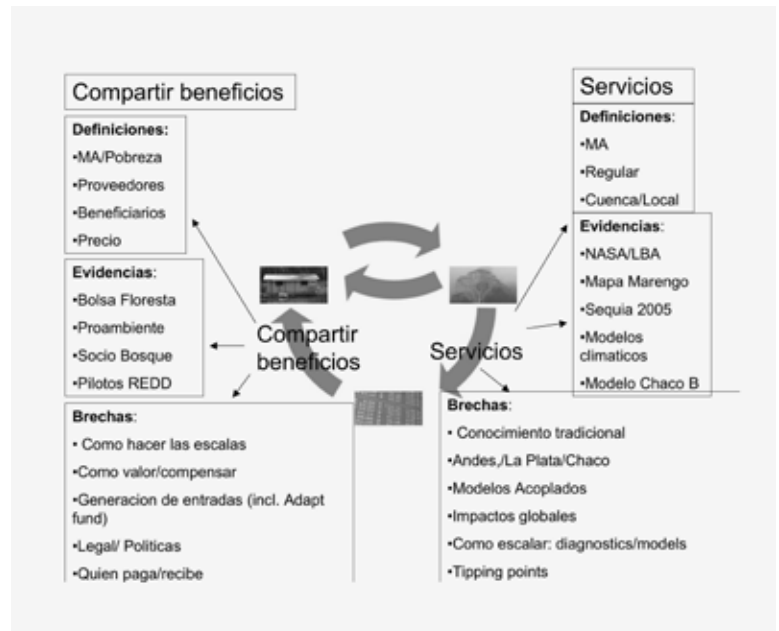 Compartir beneficios
Definiciones:
•MA/Pobreza
•Proveedores
•Beneficiarios
•Precio
Evidencias:
•Bolsa Floresta
•Proambiente
•Socio Bosque
•Pilotos REDD
Brechas:
• Como hacer las escalas
•Como valor/compensar
•Generacion de entradas (incl. Adapt
fund)
•Legal/ Politicas
•Quien paga/recibe
Compartir
beneficios
Servicios
Servicios
Definiciones:
•MA
•Regular
•Cuenca/Local
Evidencias:
•NASA/LBA
•Mapa Marengo
•Sequia 2005
•Modelos
climaticos
•Modelo Chaco B
Brechas:
• Conocimiento tradicional
•Andes,/La Plata/Chaco
•Modelos Acoplados
•Impactos globales
•Como escalar: diagnostics/models
•Tipping points